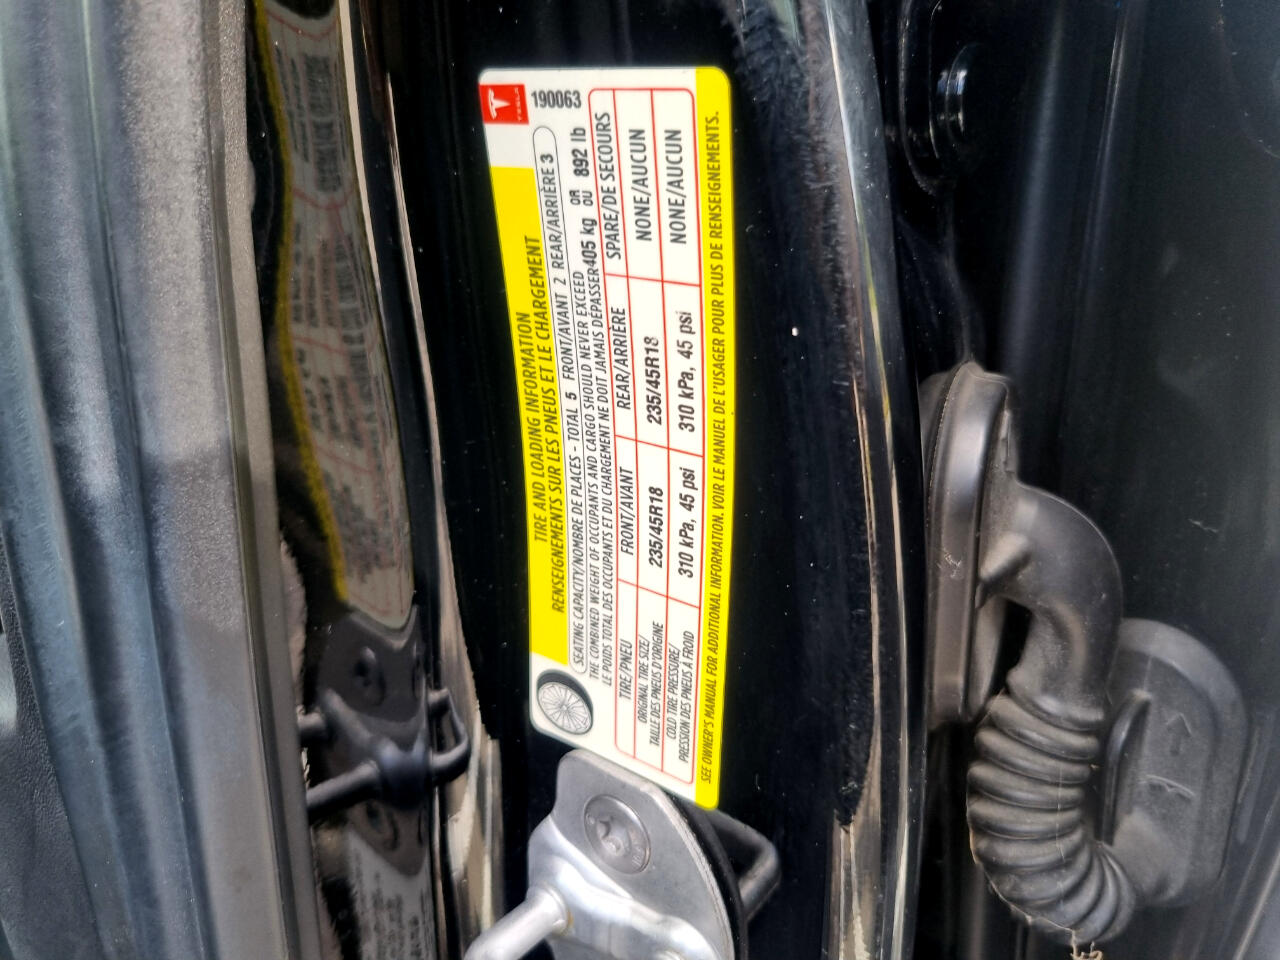 TESLA
190063
TIRE AND LOADING INFORMATION
RENSEIGNEMENTS SUR LES PNEUS ET LE CHARGEMENT
SEATING CAPACITY/NOMBRE DE PLACES - TOTAL 5 FRONT/AVANT 2 REAR/ARRIÈRE 3
THE COMBINED WEIGHT OF OCCUPANTS AND CARGO SHOULD NEVER EXCEED
LE POIDS TOTAL DES OCCUPANTS ET DU CHARGEMENT NE DOIT JAMAIS DÉPASSER 405 kg OR OU 892 lb
TIRE/PNEU FRONT/AVANT REAR/ARRIÈRE SPARE/DE SECOURS
ORIGINAL TIRE SIZE/
TAILLE DES PNEUS D'ORIGINE 235/45R18 235/45R18 NONE/AUCUN
COLD TIRE PRESSURE/
PRESSION DES PNEUS À FROID 310 kPa, 45 psi 310 kPa, 45 psi NONE/AUCUN
SEE OWNER'S MANUAL FOR ADDITIONAL INFORMATION. VOIR LE MANUEL DE L'USAGER POUR PLUS DE RENSEIGNEMENTS.